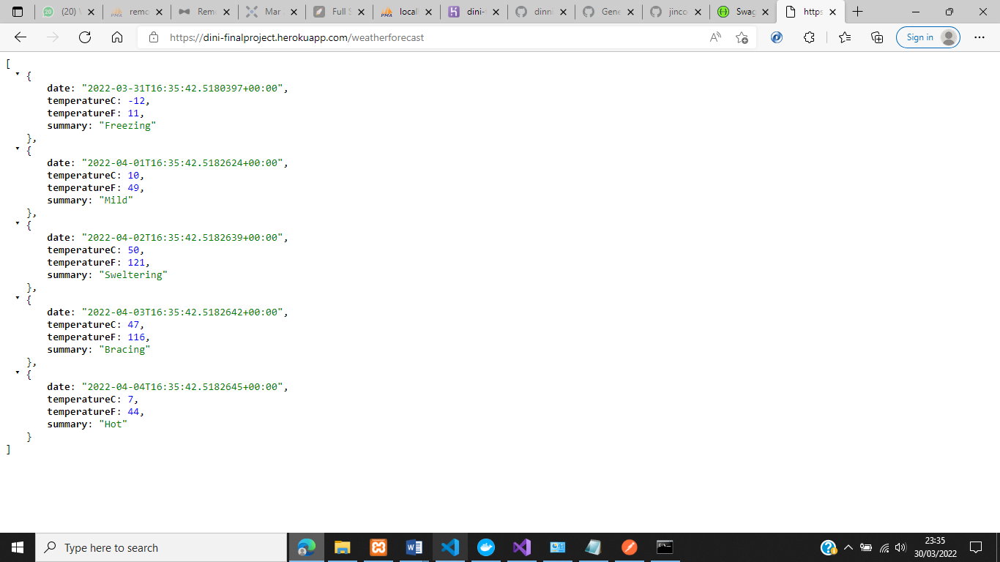 (20) W
remo
Rem
Mar
Full S
local
dini-
dinn
Gene
jinco
Swag
https
https://dini-finalproject.herokuapp.com/weatherforecast
Sign in
[
{
date: "2022-03-31T16:35:42.5180397+00:00",
temperatureC: -12,
temperatureF: 11,
summary: "Freezing"
},
{
date: "2022-04-01T16:35:42.5182624+00:00",
temperatureC: 10,
temperatureF: 49,
summary: "Mild"
},
{
date: "2022-04-02T16:35:42.5182639+00:00",
temperatureC: 50,
temperatureF: 121,
summary: "Sweltering"
},
{
date: "2022-04-03T16:35:42.5182642+00:00",
temperatureC: 47,
temperatureF: 116,
summary: "Bracing"
},
{
date: "2022-04-04T16:35:42.5182645+00:00",
temperatureC: 7,
temperatureF: 44,
summary: "Hot"
}
]
Type here to search
23:35
30/03/2022